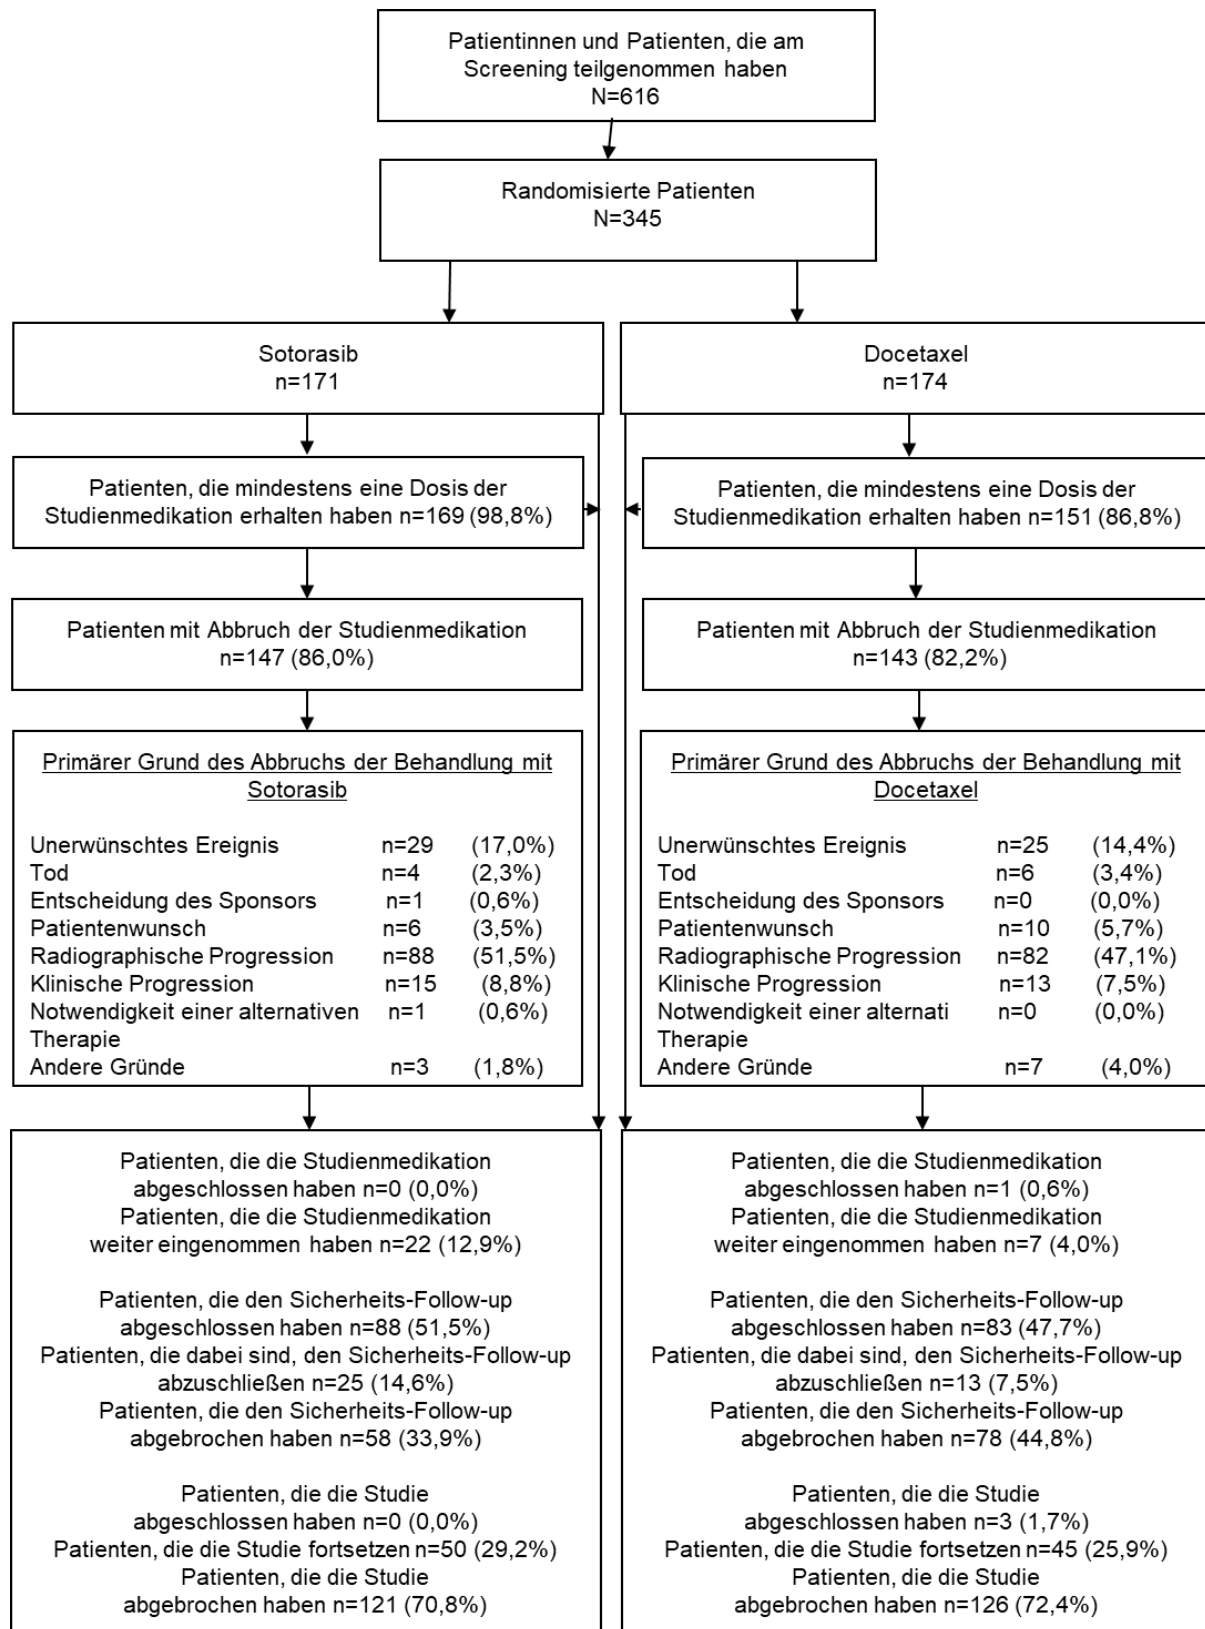 Patientinnen und Patienten, die am
Screening teilgenommen haben
N=616
Randomisierte Patienten
N=345
Sotorasib
n=171
Docetaxel
n=174
Patienten, die mindestens eine Dosis der
Studienmedikation erhalten haben n=169 (98,8%)
Patienten, die mindestens eine Dosis der
Studienmedikation erhalten haben n=151 (86,8%)
Patienten mit Abbruch der Studienmedikation
n=147 (86,0%)
Patienten mit Abbruch der Studienmedikation
n=143 (82,2%)
Primärer Grund des Abbruchs der Behandlung mit
Sotorasib
Unerwünschtes Ereignis n=29 (17,0%)
Tod n=4 (2,3%)
Entscheidung des Sponsors n=1 (0,6%)
Patientenwunsch n=6 (3,5%)
Radiographische Progression n=88 (51,5%)
Klinische Progression n=15 (8,8%)
Notwendigkeit einer alternativen n=1 (0,6%)
Therapie
Andere Gründe n=3 (1,8%)
Primärer Grund des Abbruchs der Behandlung mit
Docetaxel
Unerwünschtes Ereignis n=25 (14,4%)
Tod n=6 (3,4%)
Entscheidung des Sponsors n=0 (0,0%)
Patientenwunsch n=10 (5,7%)
Radiographische Progression n=82 (47,1%)
Klinische Progression n=13 (7,5%)
Notwendigkeit einer alternati n=0 (0,0%)
Therapie
Andere Gründe n=7 (4,0%)
Patienten, die die Studienmedikation
abgeschlossen haben n=0 (0,0%)
Patienten, die die Studienmedikation
weiter eingenommen haben n=22 (12,9%)
Patienten, die den Sicherheits-Follow-up
abgeschlossen haben n=88 (51,5%)
Patienten, die dabei sind, den Sicherheits-Follow-up
abzuschließen n=25 (14,6%)
Patienten, die den Sicherheits-Follow-up
abgebrochen haben n=58 (33,9%)
Patienten, die die Studie
abgeschlossen haben n=0 (0,0%)
Patienten, die die Studie fortsetzen n=50 (29,2%)
Patienten, die die Studie
abgebrochen haben n=121 (70,8%)
Patienten, die die Studienmedikation
abgeschlossen haben n=1 (0,6%)
Patienten, die die Studienmedikation
weiter eingenommen haben n=7 (4,0%)
Patienten, die den Sicherheits-Follow-up
abgeschlossen haben n=83 (47,7%)
Patienten, die dabei sind, den Sicherheits-Follow-up
abzuschließen n=13 (7,5%)
Patienten, die den Sicherheits-Follow-up
abgebrochen haben n=78 (44,8%)
Patienten, die die Studie
abgeschlossen haben n=3 (1,7%)
Patienten, die die Studie fortsetzen n=45 (25,9%)
Patienten, die die Studie
abgebrochen haben n=126 (72,4%)